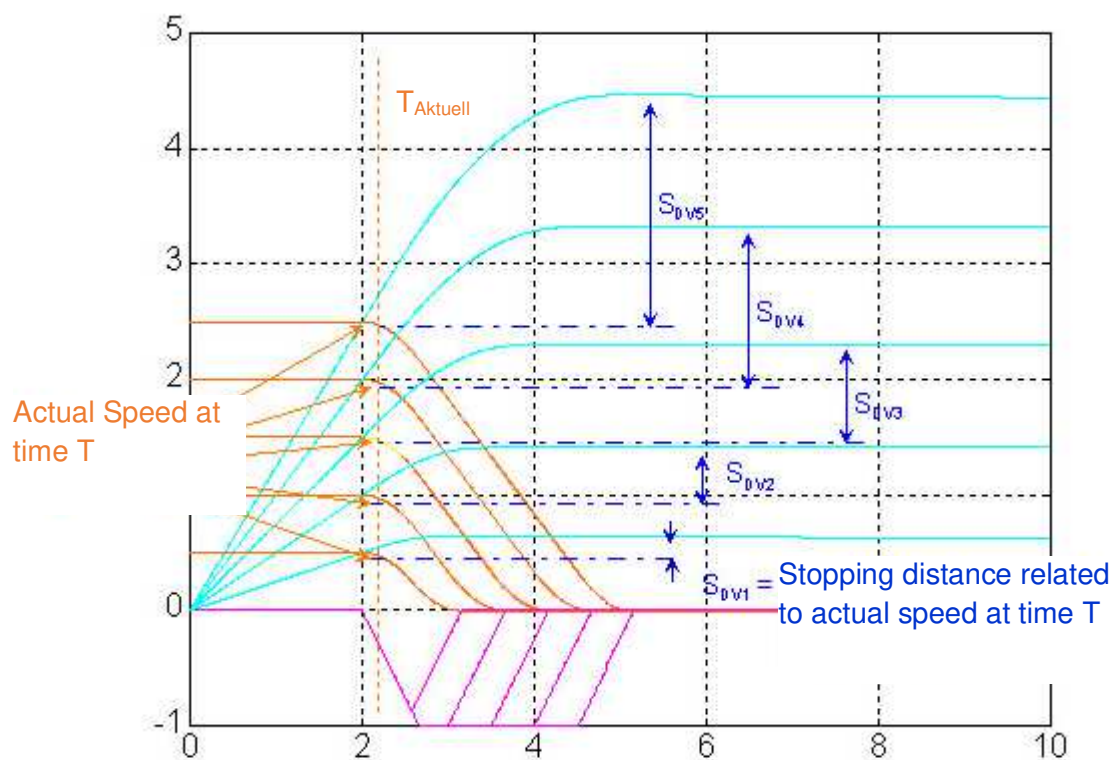 5
T_Aktuell
4
S_DV5
3
S_DV4
2
Actual Speed at
time T
S_DV3
1
S_DV2
0
S_DV1 = Stopping distance related
to actual speed at time T
-1
0 2 4 6 8 10